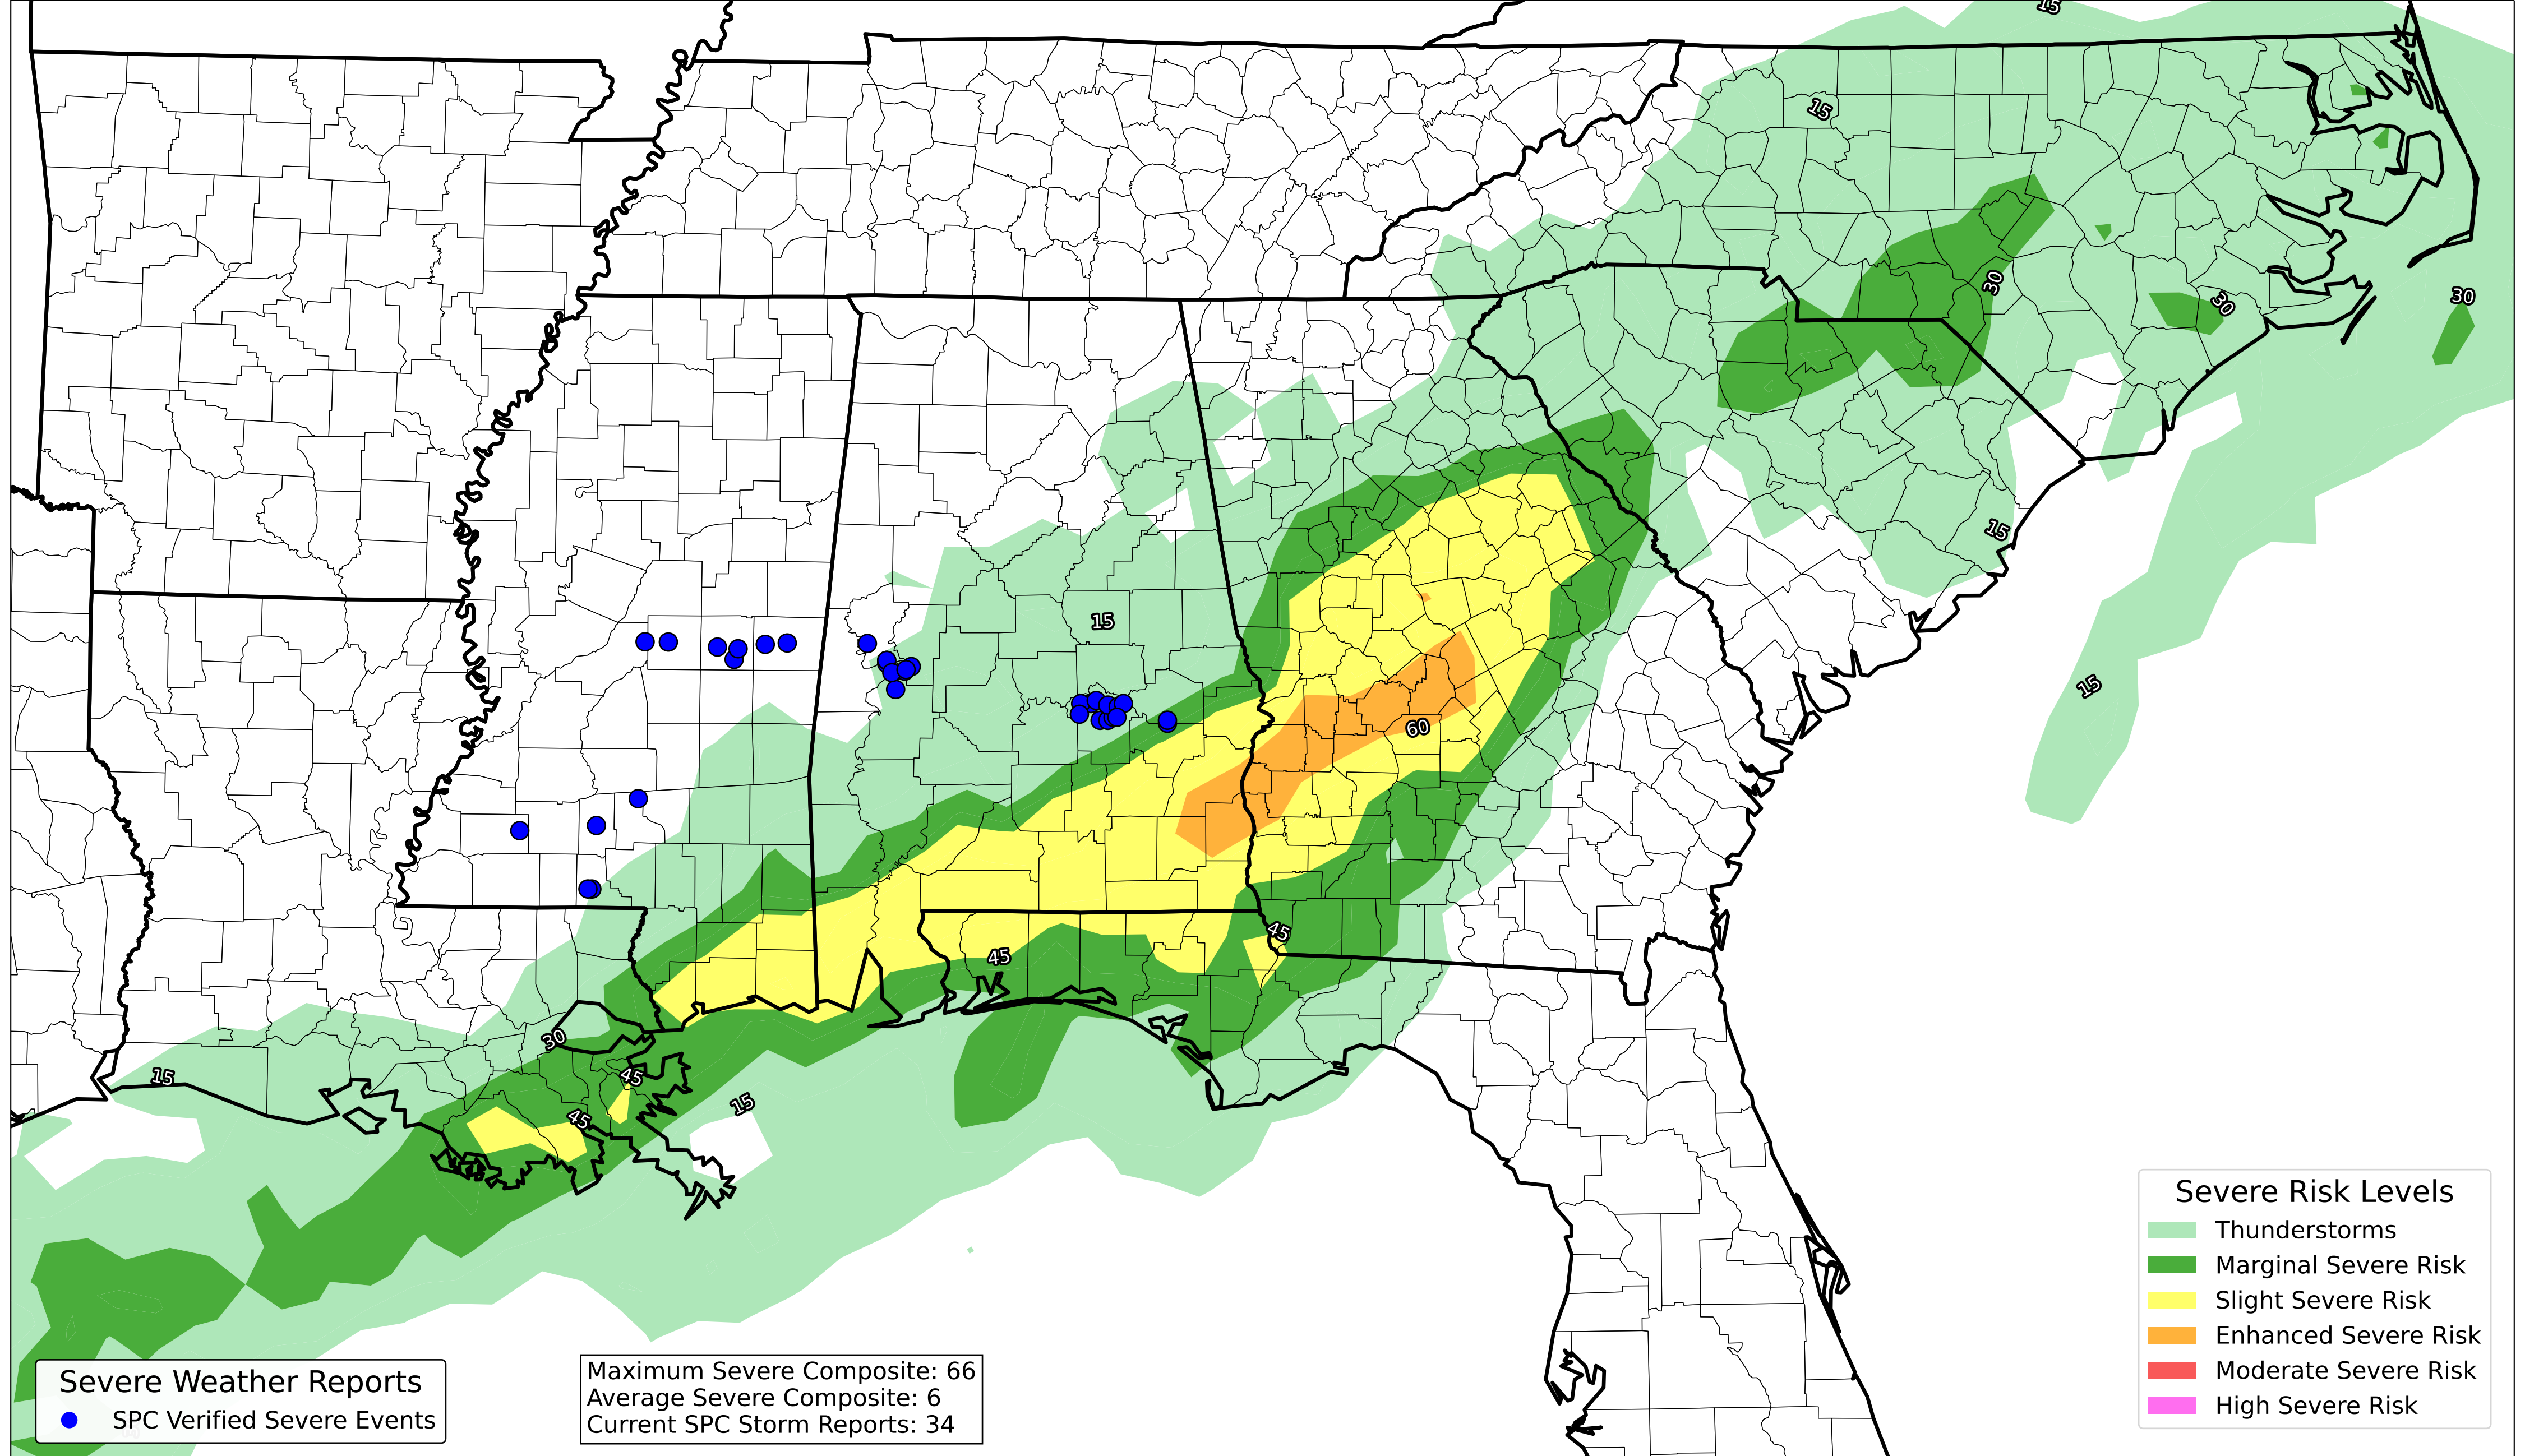 15
15
30
30
30
15
15
15
60
45
45
30
45
15
15
45
Severe Risk Levels
Thunderstorms
Marginal Severe Risk
Slight Severe Risk
Enhanced Severe Risk
Moderate Severe Risk
High Severe Risk
Severe Weather Reports
SPC Verified Severe Events
Maximum Severe Composite: 66
Average Severe Composite: 6
Current SPC Storm Reports: 34